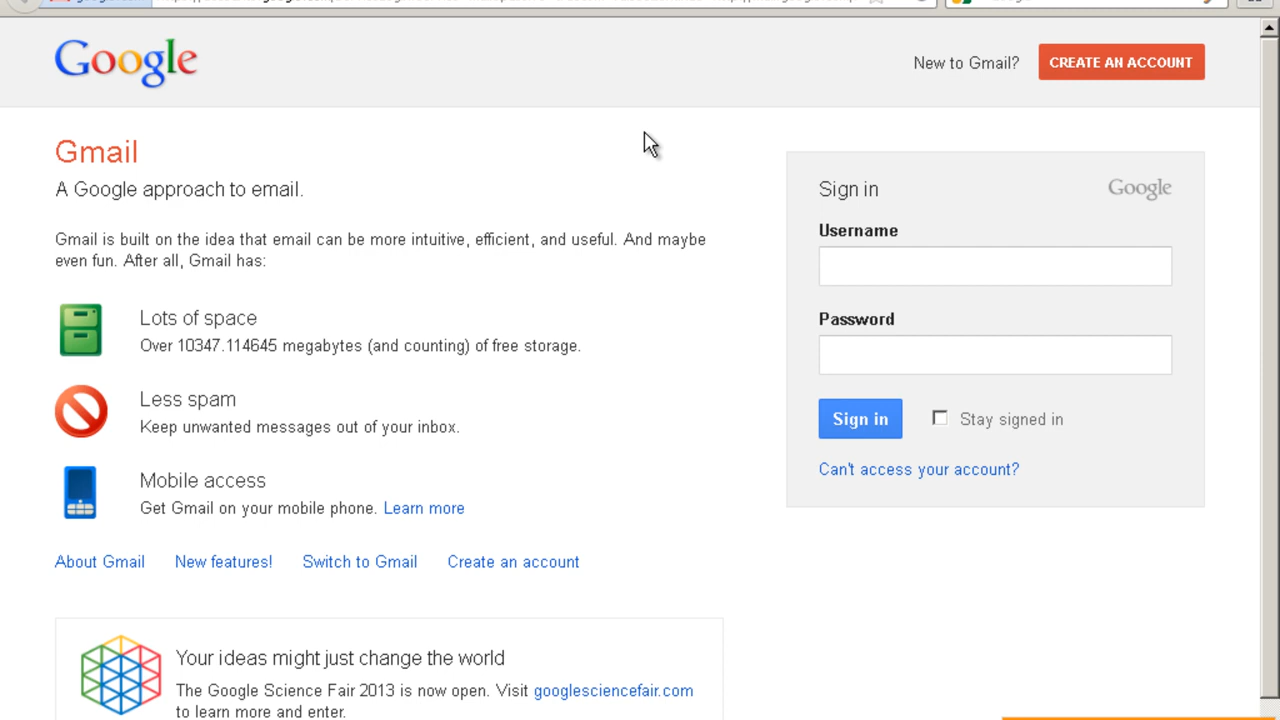 Google
New to Gmail?
CREATE AN ACCOUNT
Gmail
A Google approach to email.
Gmail is built on the idea that email can be more intuitive, efficient, and useful. And maybe
even fun. After all, Gmail has:
Lots of space
Over 10347.114645 megabytes (and counting) of free storage.
Less spam
Keep unwanted messages out of your inbox.
Mobile access
Get Gmail on your mobile phone. Learn more
About Gmail New features! Switch to Gmail Create an account
Your ideas might just change the world
The Google Science Fair 2013 is now open. Visit googlesciencefair.com
to learn more and enter.
Sign in
Google
Username
Password
Sign in
Stay signed in
Can't access your account?